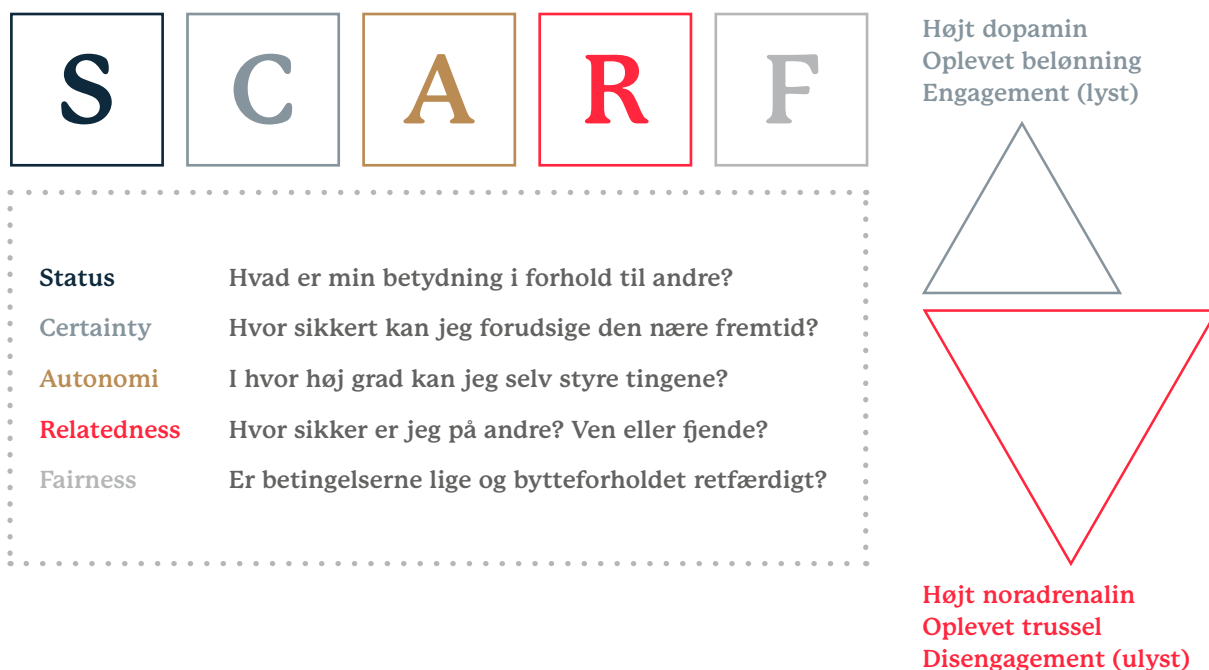 S C A R F
Status Hvad er min betydning i forhold til andre?
Certainty Hvor sikkert kan jeg forudsige den nære fremtid?
Autonomi I hvor høj grad kan jeg selv styre tingene?
Relatedness Hvor sikker er jeg på andre? Ven eller fjende?
Fairness Er betingelserne lige og bytteforholdet retfærdigt?
Højt dopamin
Oplevet belønning
Engagement (lyst)
Højt noradrenalin
Oplevet trussel
Disengagement (ulyst)